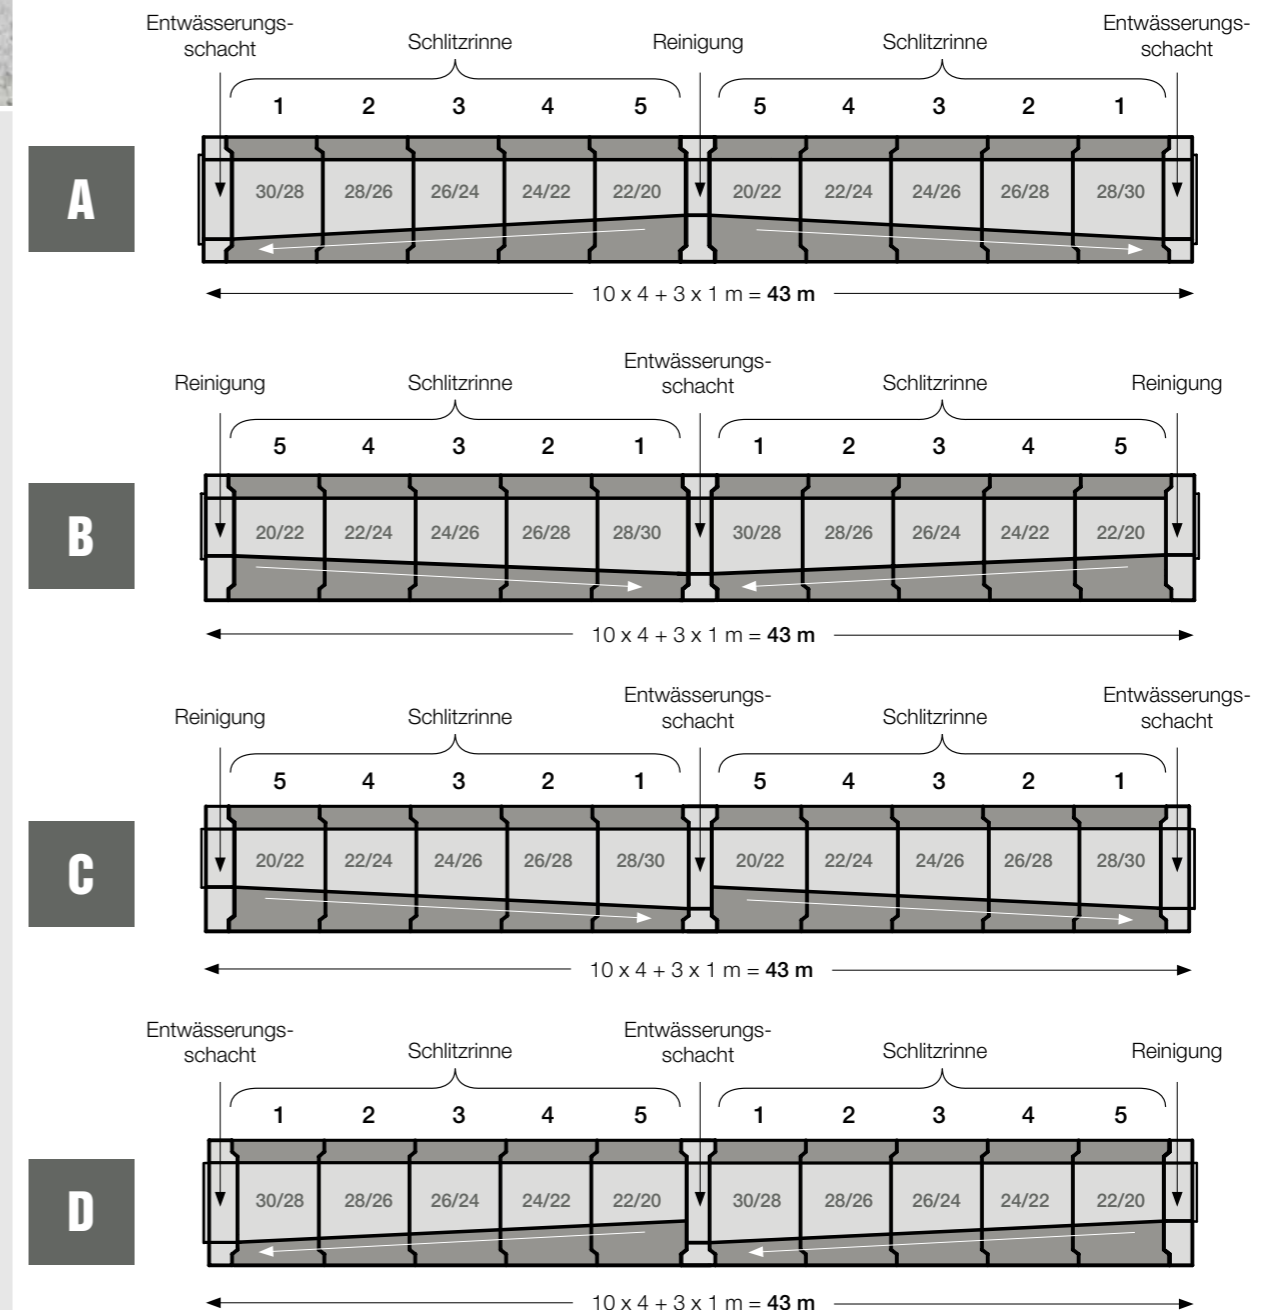 Entwässerungs-
schacht
Schlitzrinne
Reinigung
Schlitzrinne
Entwässerungs-
schacht
1 2 3 4 5 5 4 3 2 1
A
30/28 28/26 26/24 24/22 22/20 20/22 22/24 24/26 26/28 28/30
10 x 4 + 3 x 1 m = 43 m
Reinigung
Schlitzrinne
Entwässerungs-
schacht
Schlitzrinne
Reinigung
5 4 3 2 1 1 2 3 4 5
B
20/22 22/24 24/26 26/28 28/30 30/28 28/26 26/24 24/22 22/20
10 x 4 + 3 x 1 m = 43 m
Reinigung
Schlitzrinne
Entwässerungs-
schacht
Schlitzrinne
Entwässerungs-
schacht
5 4 3 2 1 5 4 3 2 1
C
20/22 22/24 24/26 26/28 28/30 20/22 22/24 24/26 26/28 28/30
10 x 4 + 3 x 1 m = 43 m
Entwässerungs-
schacht
Schlitzrinne
Entwässerungs-
schacht
Schlitzrinne
Reinigung
1 2 3 4 5 1 2 3 4 5
D
30/28 28/26 26/24 24/22 22/20 30/28 28/26 26/24 24/22 22/20
10 x 4 + 3 x 1 m = 43 m